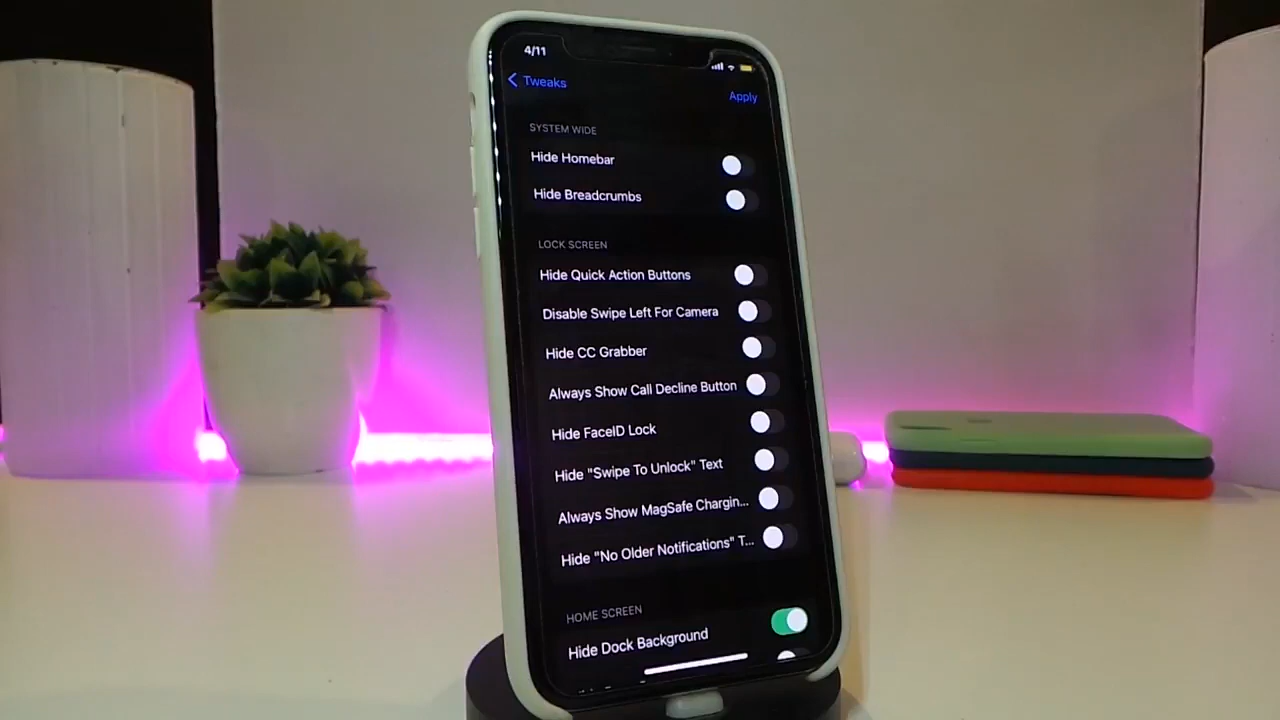 4/11
Tweaks
Apply
SYSTEM WIDE
Hide Homebar
Hide Breadcrumbs
LOCK SCREEN
Hide Quick Action Buttons
Disable Swipe Left For Camera
Hide CC Grabber
Always Show Call Decline Button
Hide FaceID Lock
Hide "Swipe To Unlock" Text
Always Show MagSafe Chargin...
Hide "No Older Notifications" T...
HOME SCREEN
Hide Dock Background